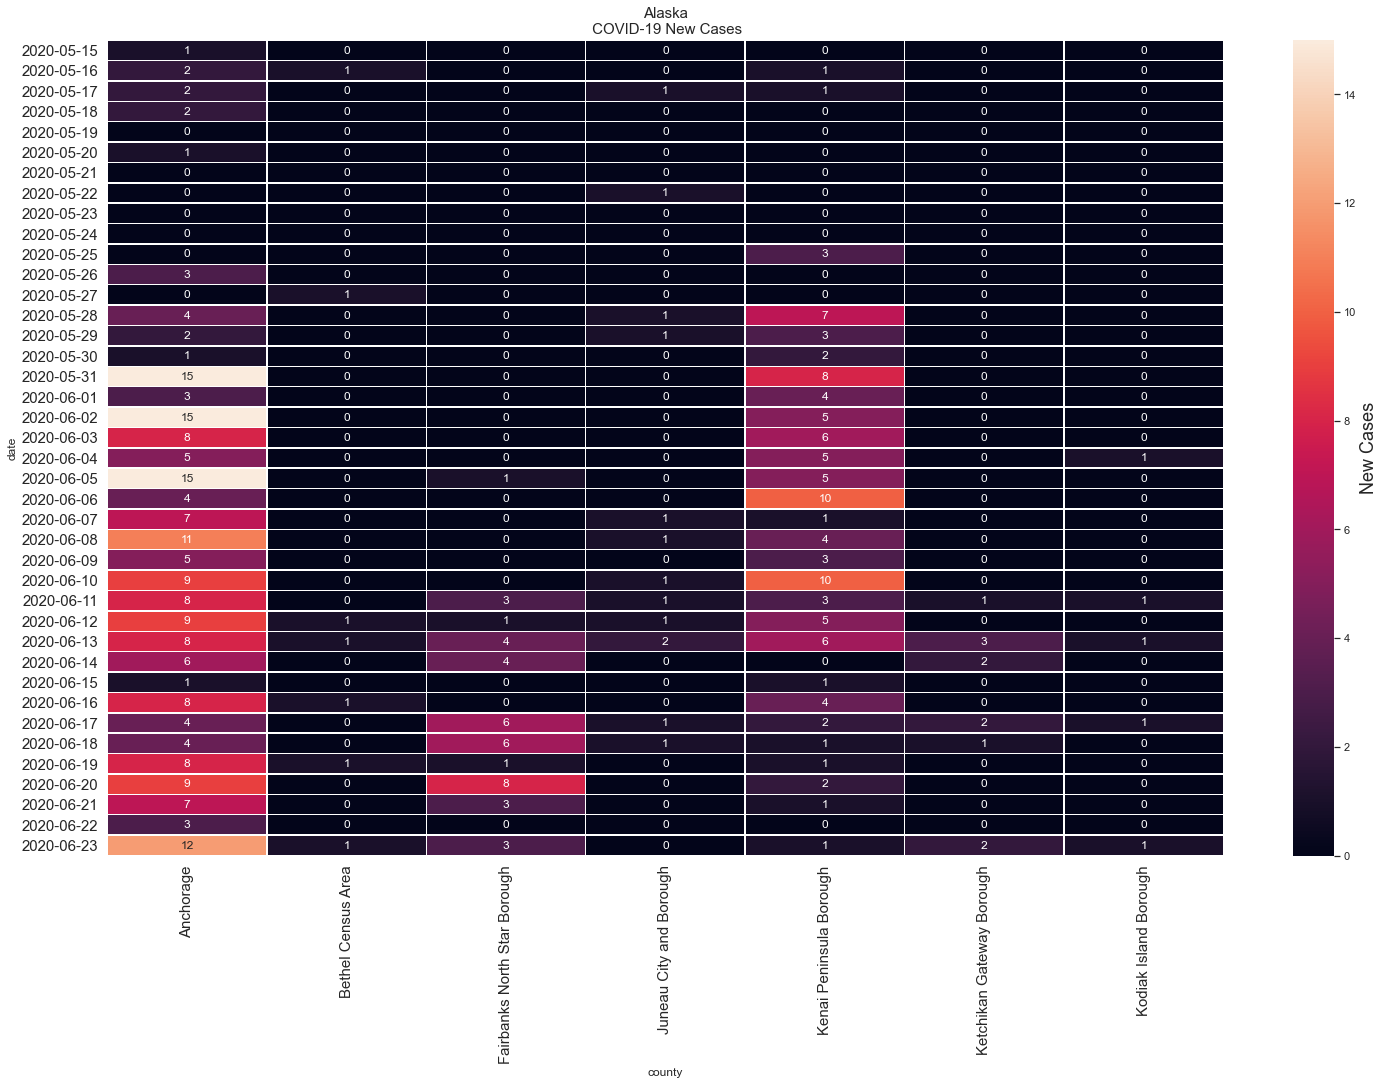 Alaska
COVID-19 New Cases
2020-05-15 1 0 0 0 0 0 0
2020-05-16 2 1 0 0 1 0 0
2020-05-17 2 0 0 1 1 0 0
2020-05-18 2 0 0 0 0 0 0
2020-05-19 0 0 0 0 0 0 0
2020-05-20 1 0 0 0 0 0 0
2020-05-21 0 0 0 0 0 0 0
2020-05-22 0 0 0 1 0 0 0
2020-05-23 0 0 0 0 0 0 0
2020-05-24 0 0 0 0 0 0 0
2020-05-25 0 0 0 0 3 0 0
2020-05-26 3 0 0 0 0 0 0
2020-05-27 0 1 0 0 0 0 0
2020-05-28 4 0 0 1 7 0 0
2020-05-29 2 0 0 1 3 0 0
2020-05-30 1 0 0 0 2 0 0
2020-05-31 15 0 0 0 8 0 0
2020-06-01 3 0 0 0 4 0 0
2020-06-02 15 0 0 0 5 0 0
2020-06-03 8 0 0 0 6 0 0
2020-06-04 5 0 0 0 5 0 1
2020-06-05 15 0 1 0 5 0 0
2020-06-06 4 0 0 0 10 0 0
2020-06-07 7 0 0 1 1 0 0
2020-06-08 11 0 0 1 4 0 0
2020-06-09 5 0 0 0 3 0 0
2020-06-10 9 0 0 1 10 0 0
2020-06-11 8 0 3 1 3 1 1
2020-06-12 9 1 1 1 5 0 0
2020-06-13 8 1 4 2 6 3 1
2020-06-14 6 0 4 0 0 2 0
2020-06-15 1 0 0 0 1 0 0
2020-06-16 8 1 0 0 4 0 0
2020-06-17 4 0 6 1 2 2 1
2020-06-18 4 0 6 1 1 1 0
2020-06-19 8 1 1 0 1 0 0
2020-06-20 9 0 8 0 2 0 0
2020-06-21 7 0 3 0 1 0 0
2020-06-22 3 0 0 0 0 0 0
2020-06-23 12 1 3 0 1 2 1
date
Anchorage
Bethel Census Area
Fairbanks North Star Borough
Juneau City and Borough
Kenai Peninsula Borough
Ketchikan Gateway Borough
Kodiak Island Borough
county
14
12
10
8
6
4
2
0
New Cases